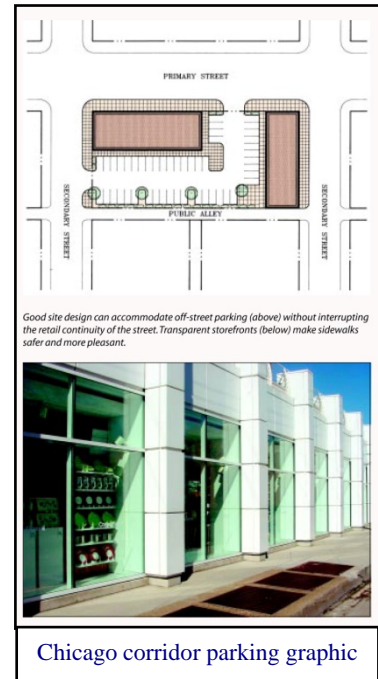 PRIMARY STREET
SECONDARY STREET
SECONDARY STREET
PUBLIC ALLEY
Good site design can accommodate off-street parking (above) without interrupting
the retail continuity of the street. Transparent storefronts (below) make sidewalks
safer and more pleasant.
Chicago corridor parking graphic